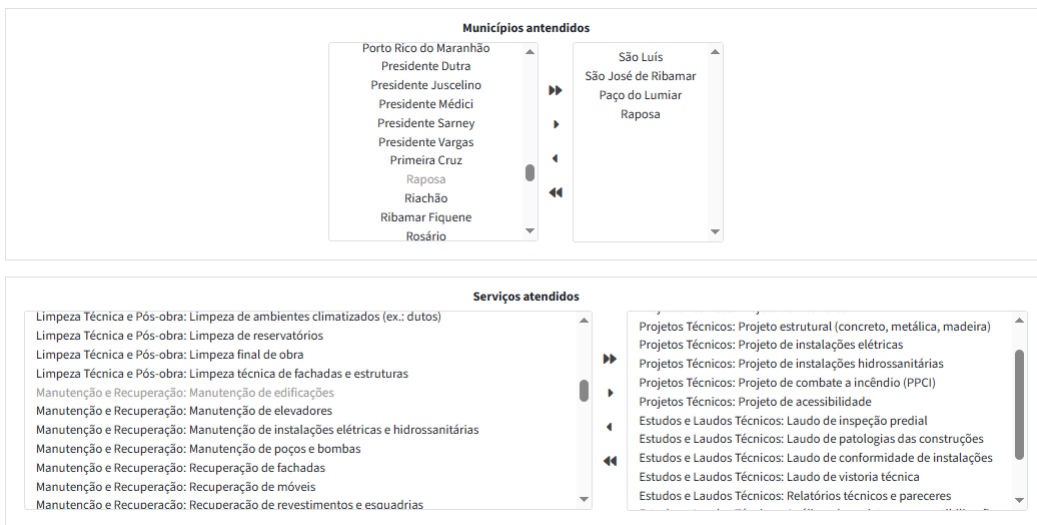 Municípios antendidos
Porto Rico do Maranhão
Presidente Dutra
Presidente Juscelino
Presidente Médici
Presidente Sarney
Presidente Vargas
Primeira Cruz
Raposa
Riachão
Ribamar Fiquene
Rosário
São Luís
São José de Ribamar
Paço do Lumiar
Raposa
Serviços atendidos
Limpeza Técnica e Pós-obra: Limpeza de ambientes climatizados (ex.: dutos)
Limpeza Técnica e Pós-obra: Limpeza de reservatórios
Limpeza Técnica e Pós-obra: Limpeza final de obra
Limpeza Técnica e Pós-obra: Limpeza técnica de fachadas e estruturas
Manutenção e Recuperação: Manutenção de edificações
Manutenção e Recuperação: Manutenção de elevadores
Manutenção e Recuperação: Manutenção de instalações elétricas e hidrossanitárias
Manutenção e Recuperação: Manutenção de poços e bombas
Manutenção e Recuperação: Recuperação de fachadas
Manutenção e Recuperação: Recuperação de móveis
Manutenção e Recuperação: Recuperação de revestimentos e esquadrias
Projetos Técnicos: Projeto estrutural (concreto, metálica, madeira)
Projetos Técnicos: Projeto de instalações elétricas
Projetos Técnicos: Projeto de instalações hidrossanitárias
Projetos Técnicos: Projeto de combate a incêndio (PPCI)
Projetos Técnicos: Projeto de acessibilidade
Estudos e Laudos Técnicos: Laudo de inspeção predial
Estudos e Laudos Técnicos: Laudo de patologias das construções
Estudos e Laudos Técnicos: Laudo de conformidade de instalações
Estudos e Laudos Técnicos: Laudo de vistoria técnica
Estudos e Laudos Técnicos: Relatórios técnicos e pareceres